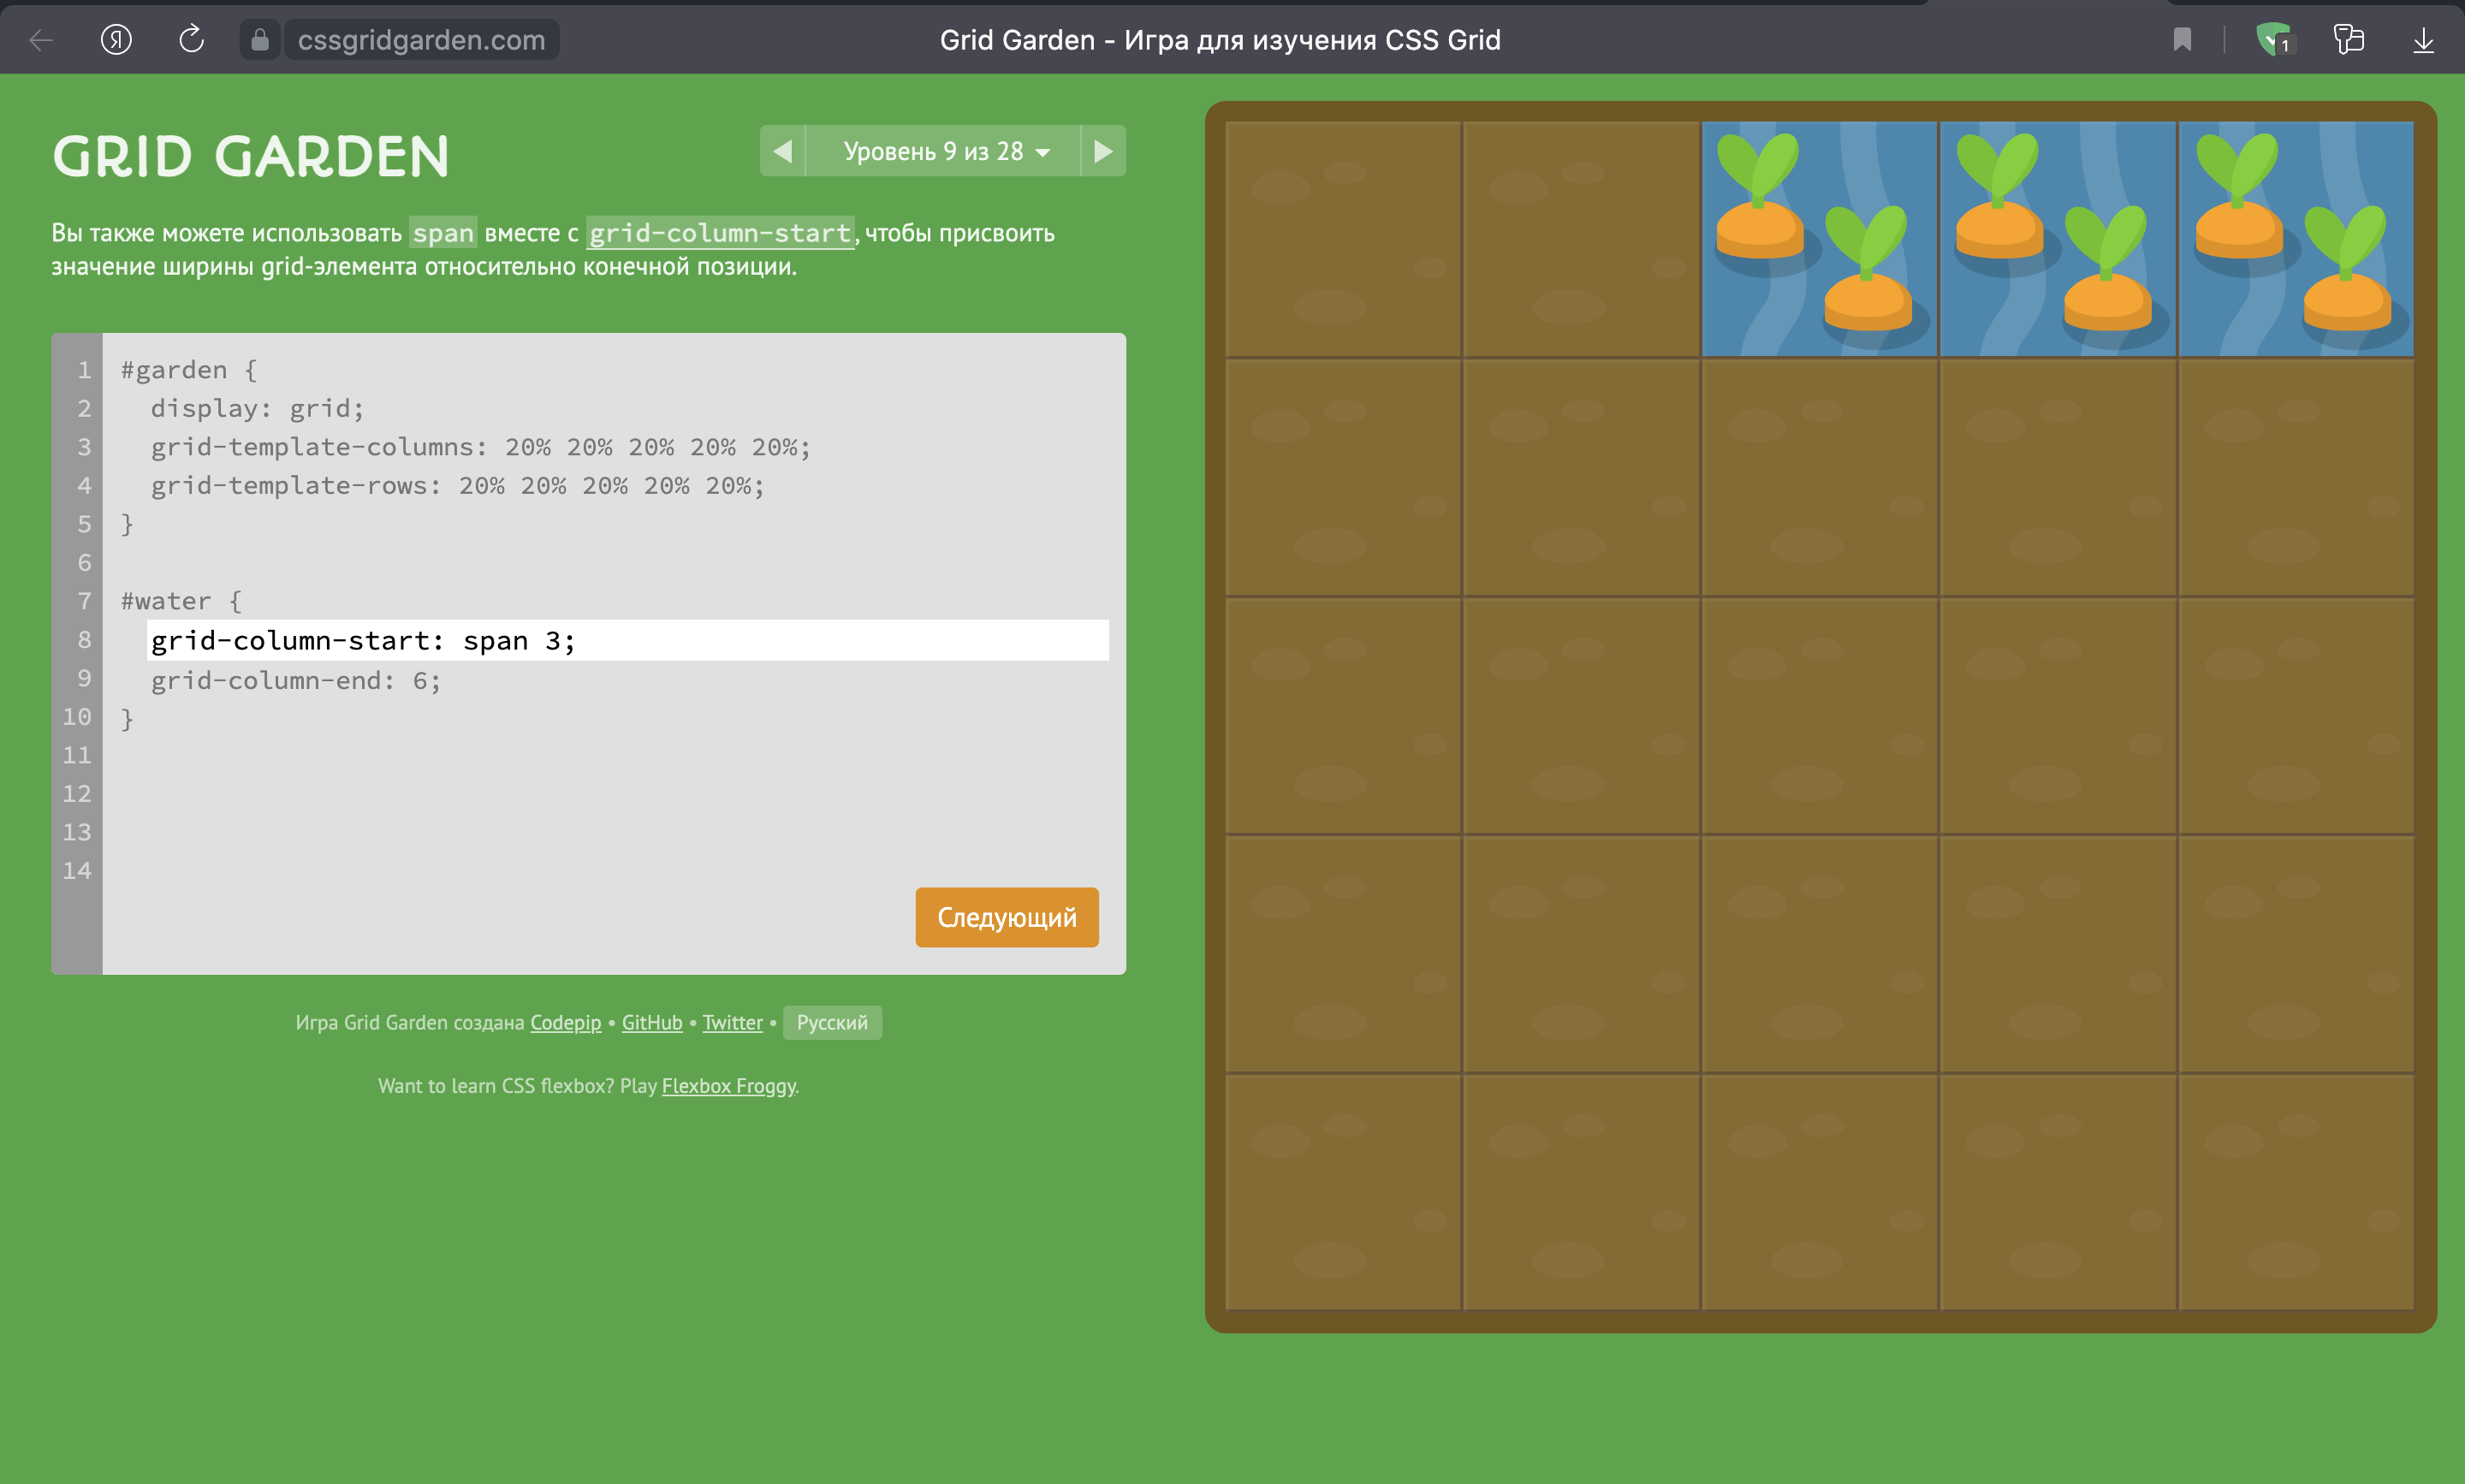 cssgridgarden.com
Grid Garden - Игра для изучения CSS Grid
1
GRID GARDEN
Уровень 9 из 28
Вы также можете использовать span вместе с grid-column-start, чтобы присвоить
значение ширины grid-элемента относительно конечной позиции.
1 #garden {
2 display: grid;
3 grid-template-columns: 20% 20% 20% 20% 20%;
4 grid-template-rows: 20% 20% 20% 20% 20%;
5 }
6
7 #water {
8 grid-column-start: span 3;
9 grid-column-end: 6;
10 }
11
12
13
14
Следующий
Игра Grid Garden создана Codepip • GitHub • Twitter • Русский
Want to learn CSS flexbox? Play Flexbox Froggy.